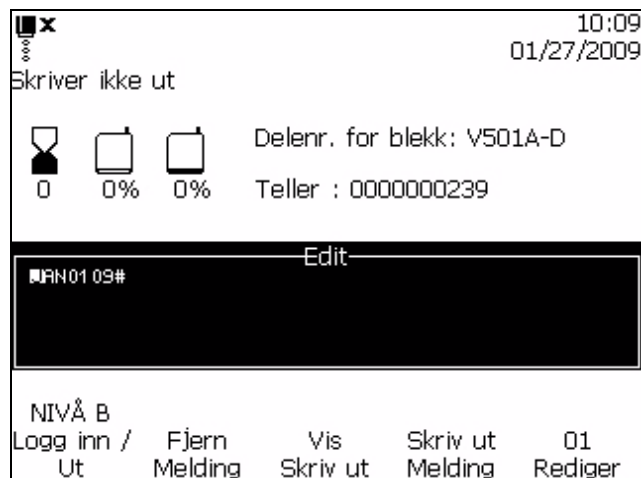 10:09
01/27/2009
Skriver ikke ut
Delenr. for blekk: V501A-D
0 0% 0% Teller : 0000000239
Edit
JAN01 09#
NIVÅ B
Logg inn / Fjern Vis Skriv ut 01
Ut Melding Skriv ut Melding Rediger